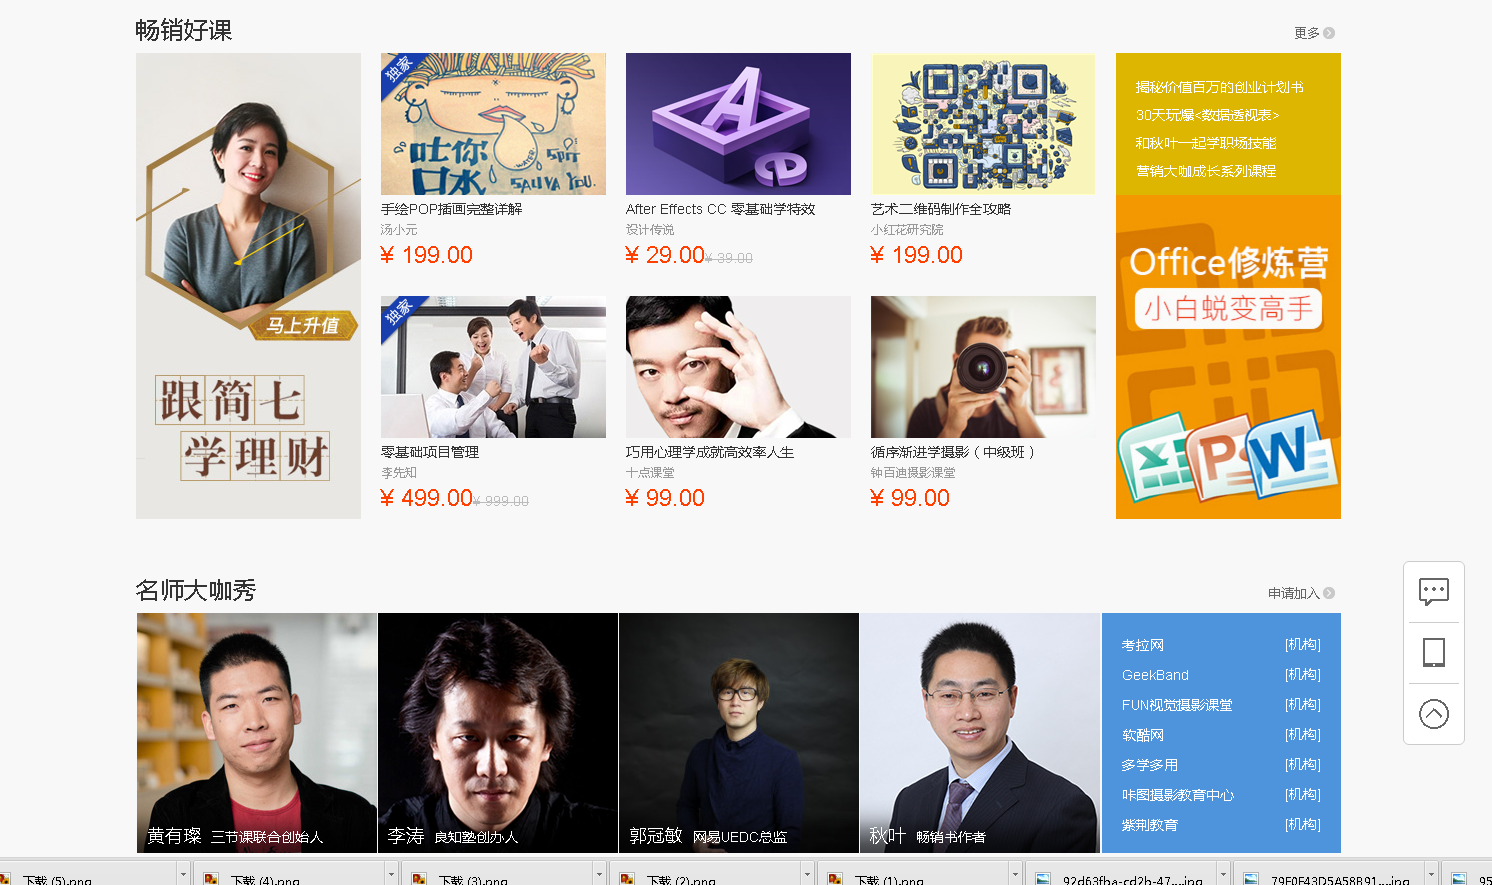 畅销好课
更多
马上升值
跟简七
学理财
独家
吐你
口水
WATER
SALIVA YOU.
手绘POP插画完整详解
汤小元
¥ 199.00
After Effects CC 零基础学特效
设计传说
¥ 29.00 ¥ 39.00
艺术二维码制作全攻略
小红花研究院
¥ 199.00
独家
零基础项目管理
李先知
¥ 499.00 ¥ 999.00
巧用心理学成就高效率人生
十点课堂
¥ 99.00
循序渐进学摄影（中级班）
钟百迪摄影课堂
¥ 99.00
揭秘价值百万的创业计划书
30天玩爆<数据透视表>
和秋叶一起学职场技能
营销大咖成长系列课程
Office修炼营
小白蜕变高手
X
P
W
名师大咖秀
申请加入
黄有璨 三节课联合创始人
李涛 良知塾创办人
郭冠敏 网易UEDC总监
秋叶 畅销书作者
考拉网 [机构]
GeekBand [机构]
FUN视觉摄影课堂 [机构]
软酷网 [机构]
多学多用 [机构]
咔图摄影教育中心 [机构]
紫荆教育 [机构]
下载 (5).png
下载 (4).png
下载 (3).png
下载 (2).png
下载 (1).png
92d63fba-cd2b-47....jpg
79F0F43D5A58B91....jpg
95